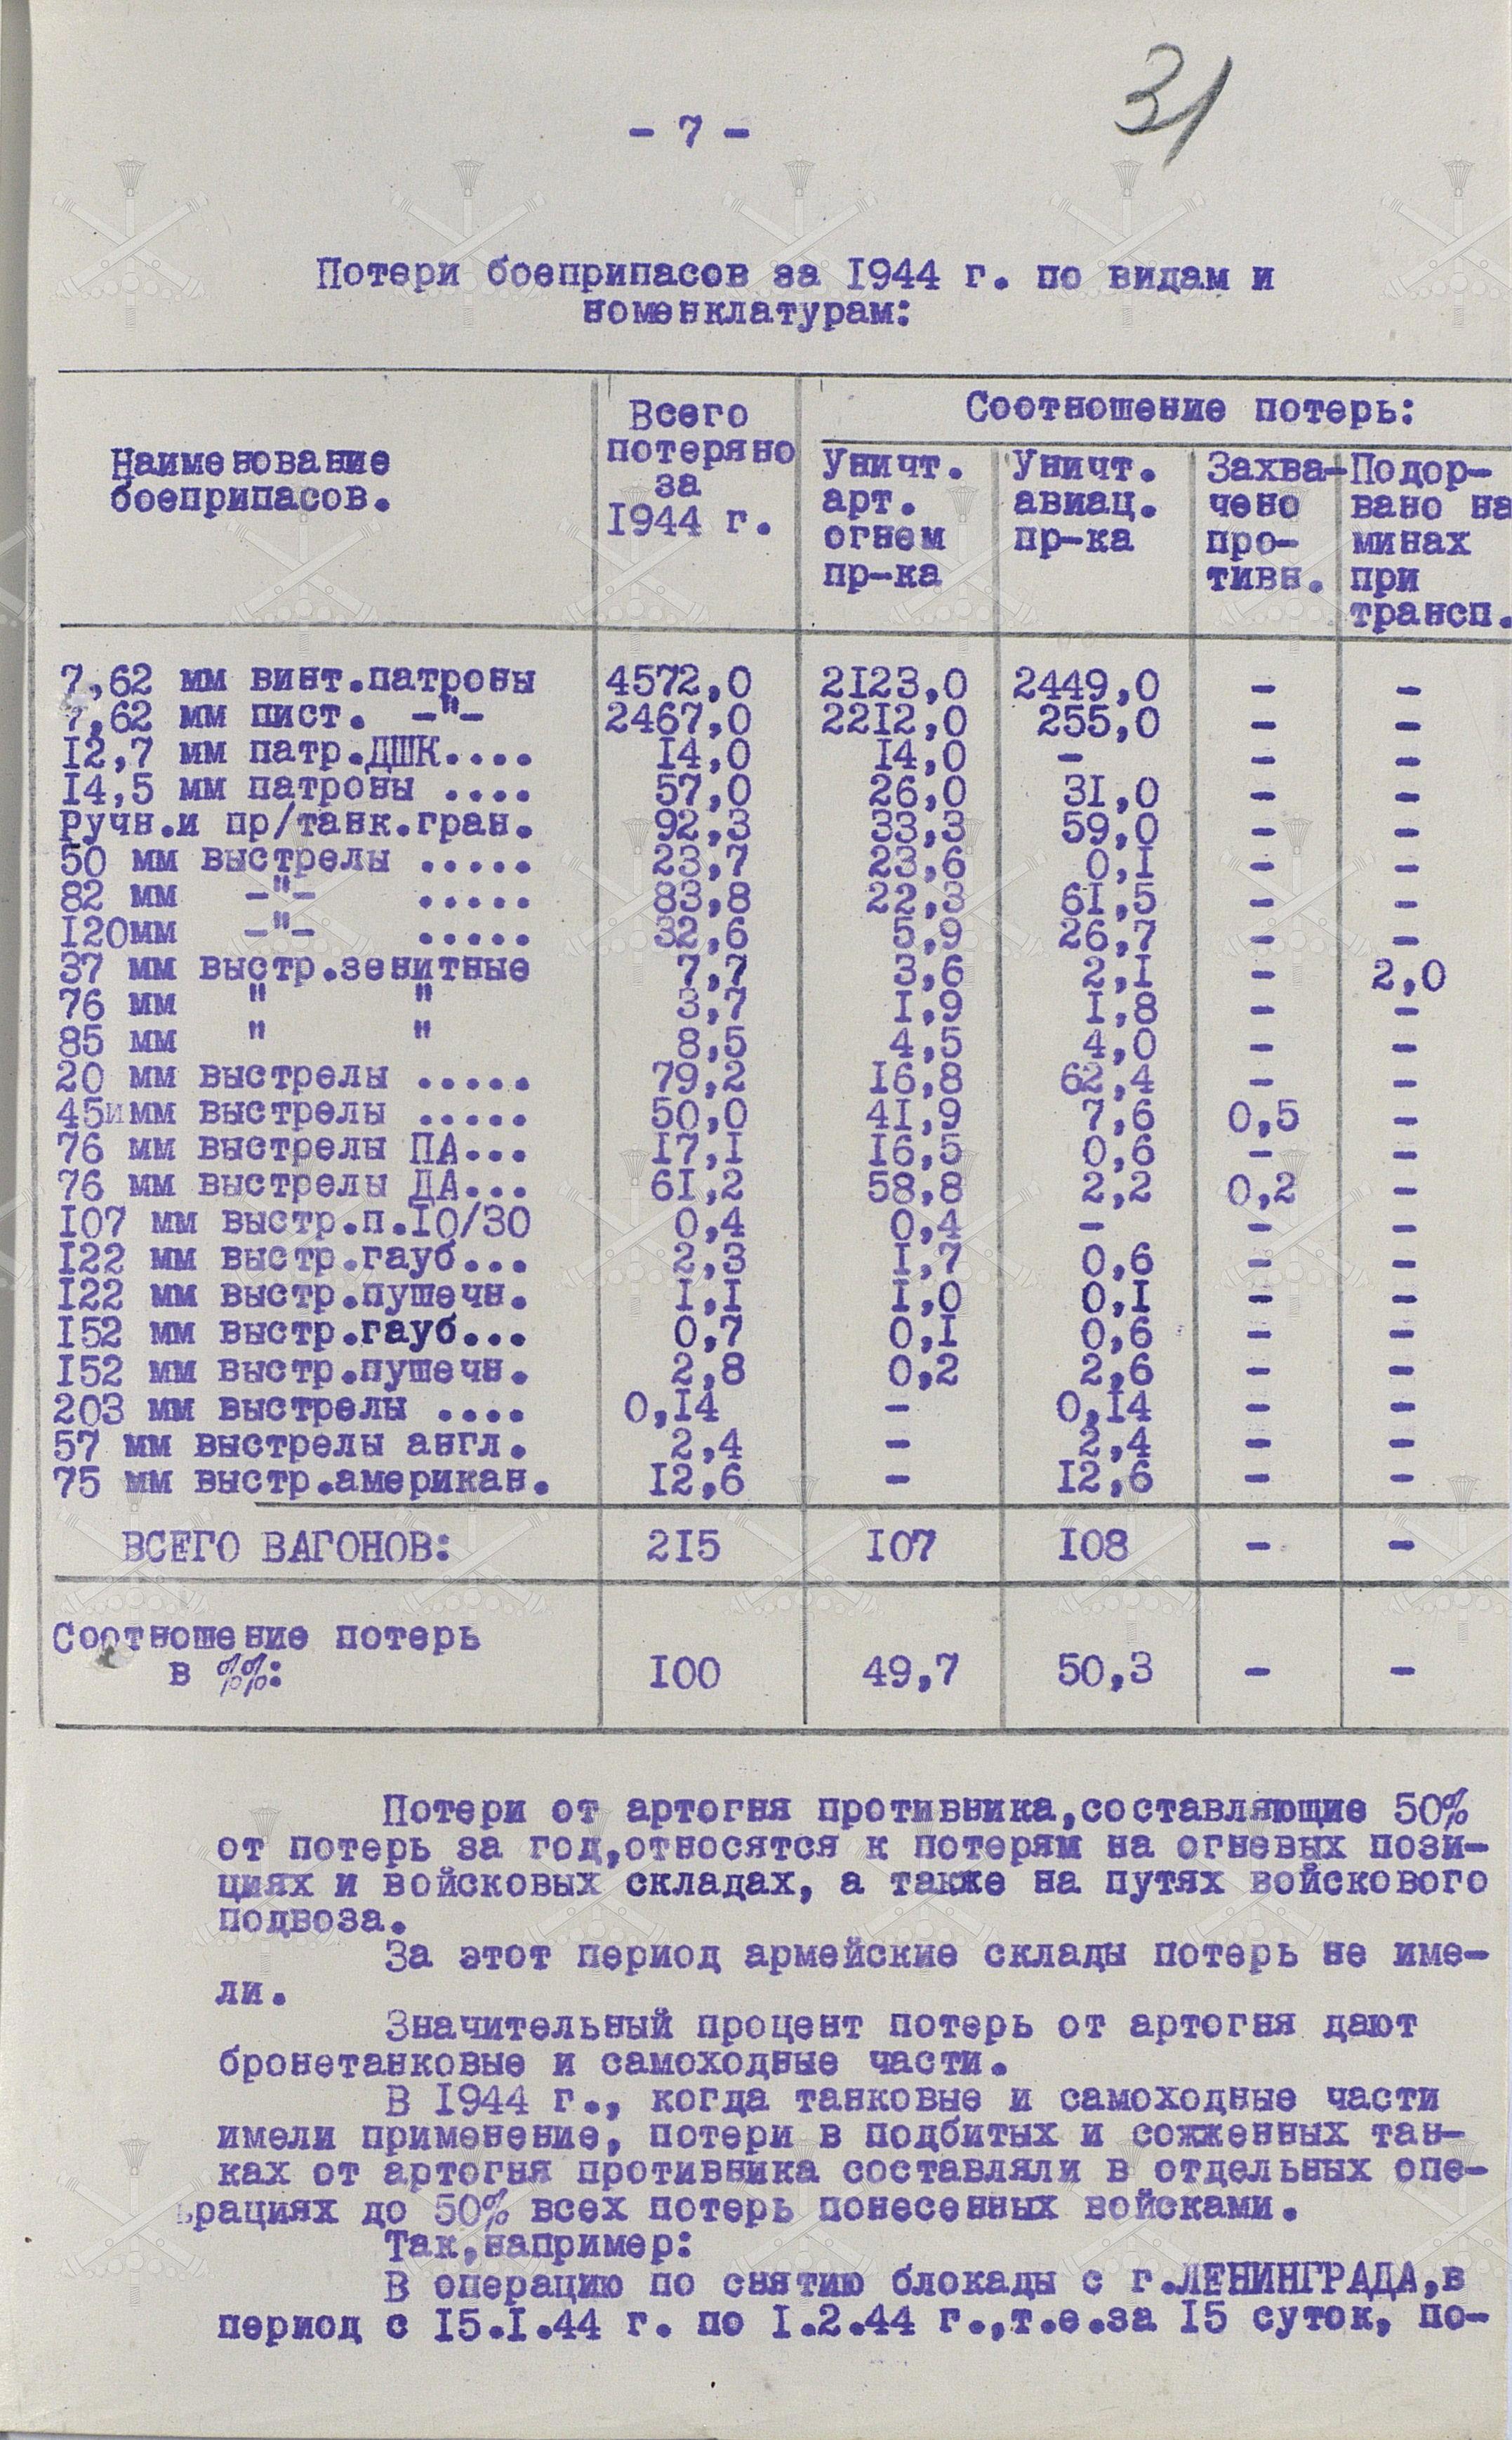 31
- 7 -
Потери боеприпасов за 1944 г. по видам и
номенклатурам:
Наименование боеприпасов. Всего потеряно за 1944 г. Соотношение потерь:
Уничт. арт. огнем пр-ка Уничт. авиац. пр-ка Захва-чено про-тивн. Подор-вано на минах при трансп.
7,62 мм винт.патроны 4572,0 2123,0 2449,0 - -
7,62 мм пист. -"- 2467,0 2212,0 255,0 - -
12,7 мм патр.ДШК.... 14,0 14,0 - - -
14,5 мм патроны .... 57,0 26,0 31,0 - -
Ручн.и пр/танк.гран. 92,3 33,3 59,0 - -
50 мм выстрелы ..... 23,7 23,6 0,1 - -
82 мм -"- ..... 83,8 22,3 61,5 - -
120мм -"- ..... 32,6 5,9 26,7 - -
37 мм выстр.зенитные 7,7 3,6 2,1 - 2,0
76 мм " " 3,7 1,9 1,8 - -
85 мм " " 8,5 4,5 4,0 - -
20 мм выстрелы ..... 79,2 16,8 62,4 - -
45имм выстрелы ..... 50,0 41,9 7,6 0,5 -
76 мм выстрелы ПА... 17,1 16,5 0,6 - -
76 мм выстрелы ДА... 61,2 58,8 2,2 0,2 -
107 мм выстр.п.10/30 0,4 0,4 - - -
122 мм выстр.гауб... 2,3 1,7 0,6 - -
122 мм выстр.пушечн. 1,1 1,0 0,1 - -
152 мм выстр.гауб... 0,7 0,1 0,6 - -
152 мм выстр.пушечн. 2,8 0,2 2,6 - -
203 мм выстрелы .... 0,14 - 0,14 - -
57 мм выстрелы англ. 2,4 - 2,4 - -
75 мм выстр.американ. 12,6 - 12,6 - -
ВСЕГО ВАГОНОВ: 215 107 108 - -
Соотношение потерь
в %%: 100 49,7 50,3 - -
Потери от артогня противника,составляющие 50%
от потерь за год,относятся к потерям на огневых пози-
циях и войсковых складах, а также на путях войскового
подвоза.
За этот период армейские склады потерь не име-
ли.
Значительный процент потерь от артогня дают
бронетанковые и самоходные части.
В 1944 г., когда танковые и самоходные части
имели применение, потери в подбитых и сожженных тан-
ках от артогня противника составляли в отдельных опе-
рациях до 50% всех потерь понесенных войсками.
Так,например:
В операцию по снятию блокады с г.ЛЕНИНГРАДА,в
период с 15.1.44 г. по 1.2.44 г.,т.е.за 15 суток, по-